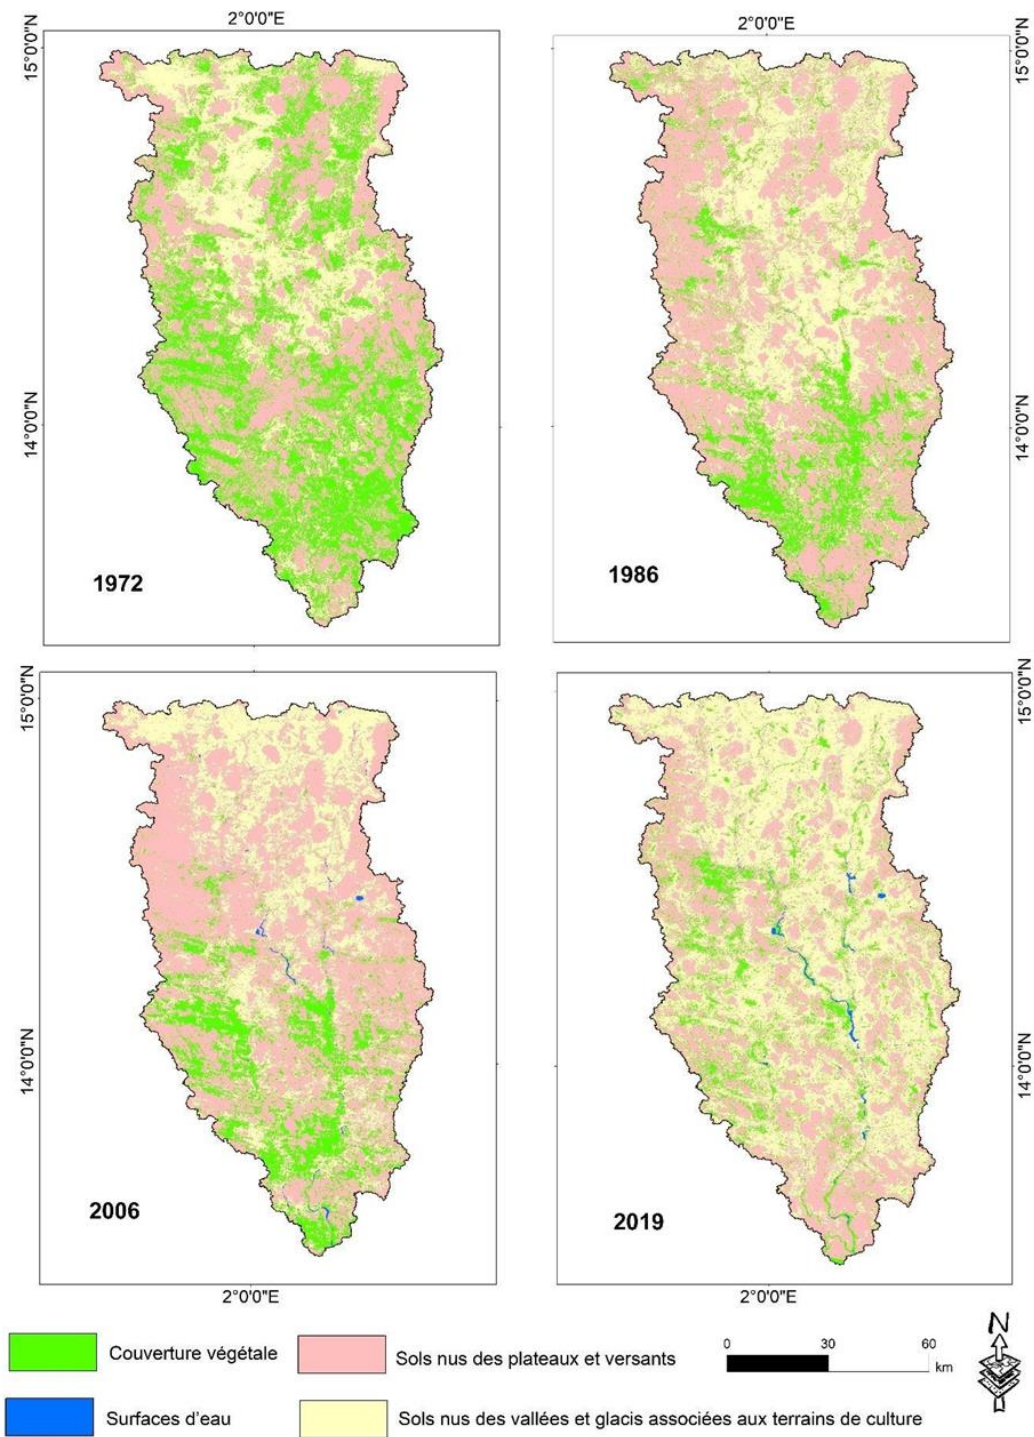 2°0'0"E
2°0'0"E
15°0'0"N
15°0'0"N
14°0'0"N
14°0'0"N
1972
1986
15°0'0"N
15°0'0"N
14°0'0"N
14°0'0"N
2006
2019
2°0'0"E
2°0'0"E
Couverture végétale
Sols nus des plateaux et versants
0 30 60
km
N
Surfaces d'eau
Sols nus des vallées et glacis associées aux terrains de culture